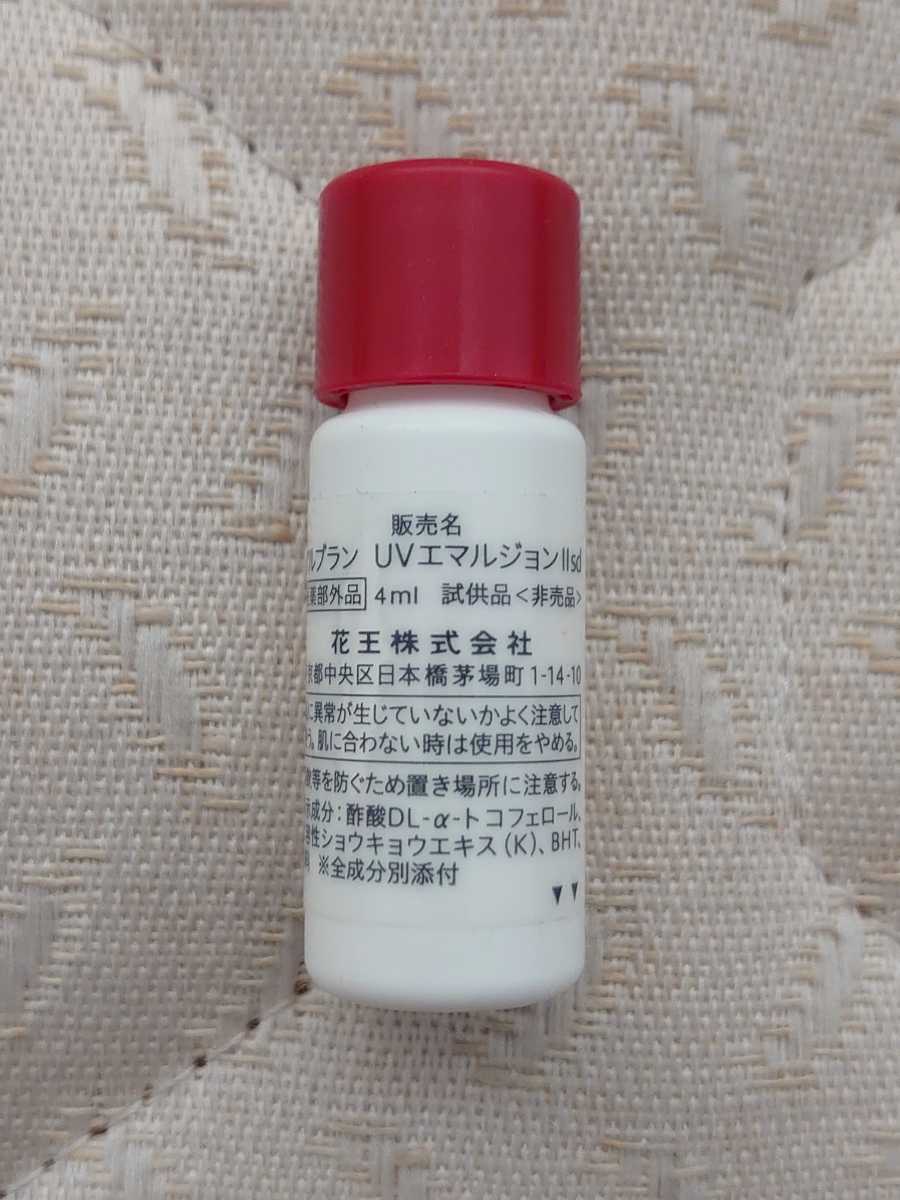 販売名
ルブラン UVエマルジョンIIsd
薬部外品 4ml 試供品<非売品>
花王株式会社
京都中央区日本橋茅場町1-14-10
に異常が生じていないかよく注意して
う。肌に合わない時は使用をやめる。
飲等を防ぐため置き場所に注意する。
示成分:酢酸DL-α-トコフェロール、
性ショウキョウエキス(K)、BHT、
※全成分別添付